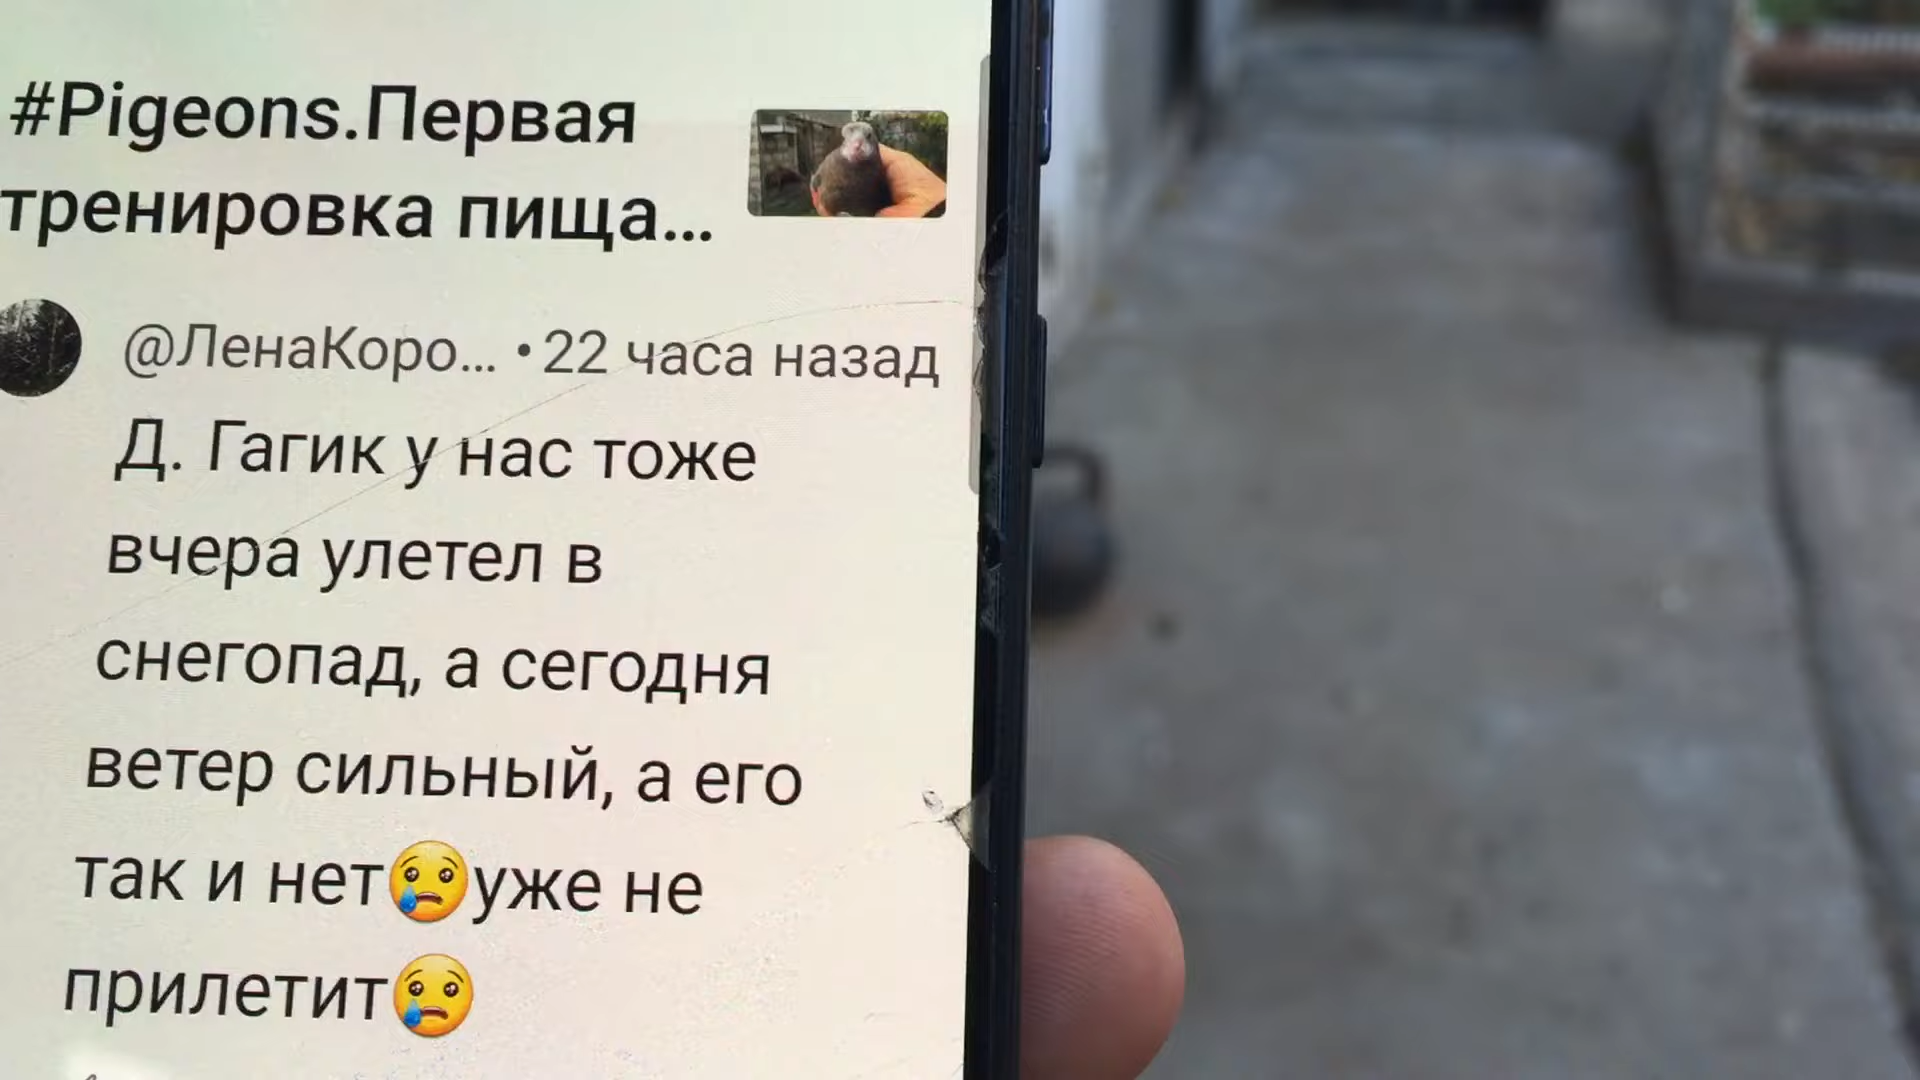 #Pigeons.Первая
тренировка пища...
@ЛенаКоро... •22 часа назад
Д. Гагик у нас тоже
вчера улетел в
снегопад, а сегодня
ветер сильный, а его
так и нет😢уже не
прилетит😢